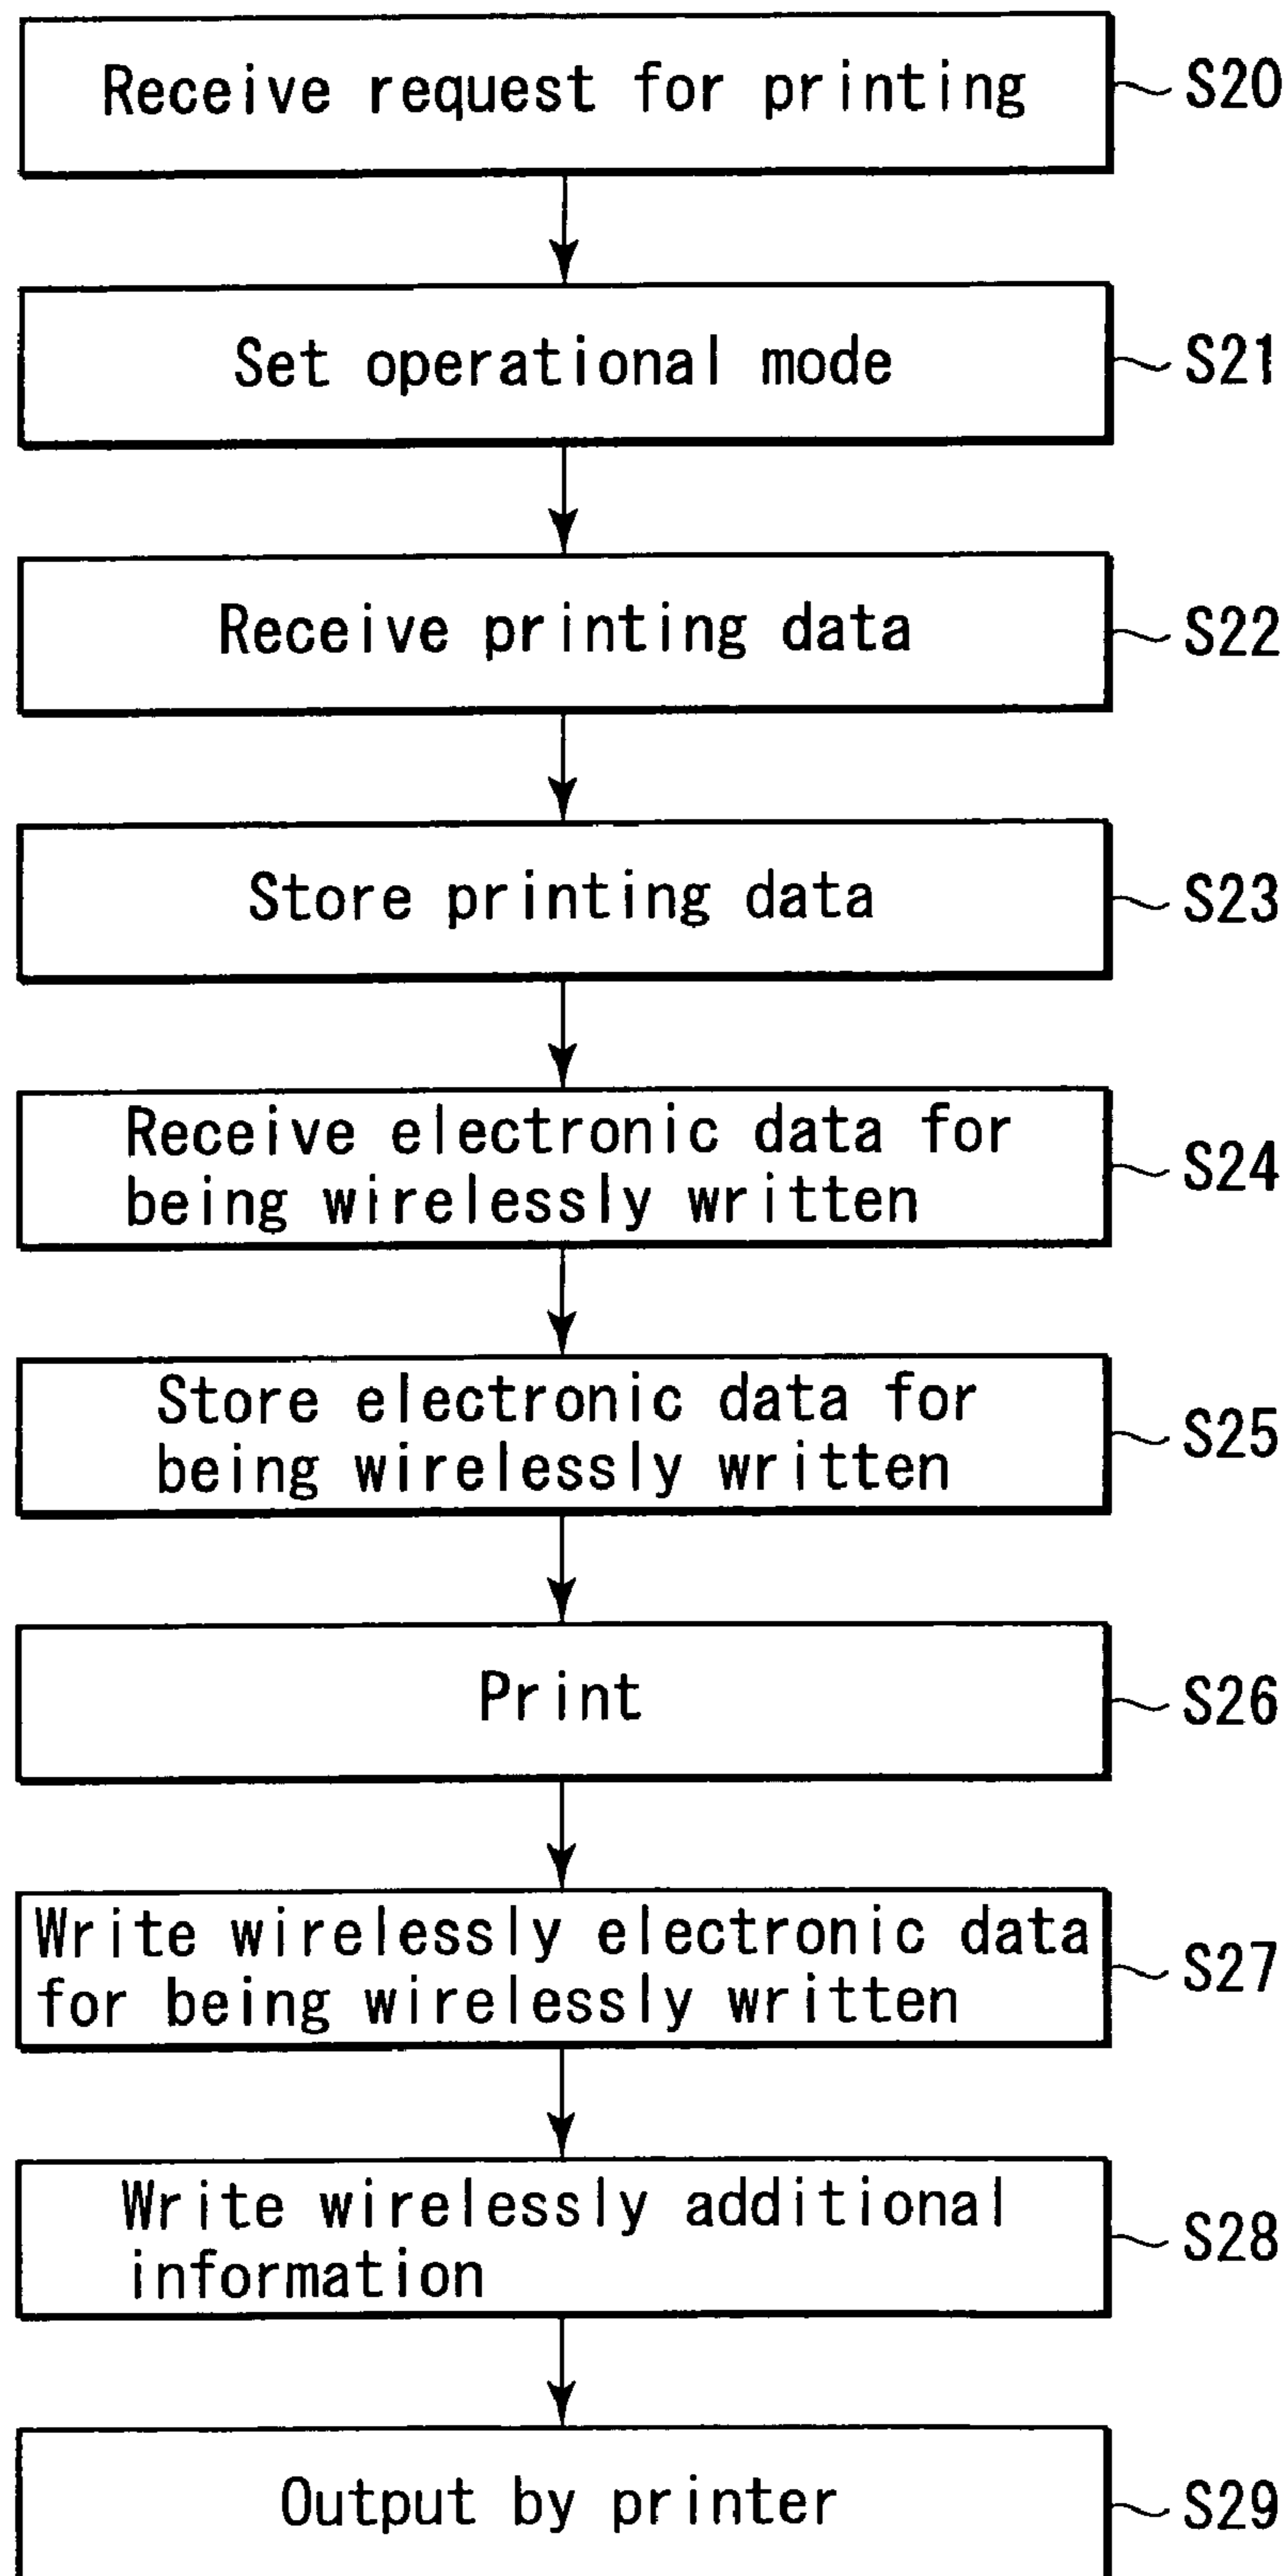 Receive request for printing S20
Set operational mode S21
Receive printing data S22
Store printing data S23
Receive electronic data for
being wirelessly written S24
Store electronic data for
being wirelessly written S25
Print S26
Write wirelessly electronic data
for being wirelessly written S27
Write wirelessly additional
information S28
Output by printer S29